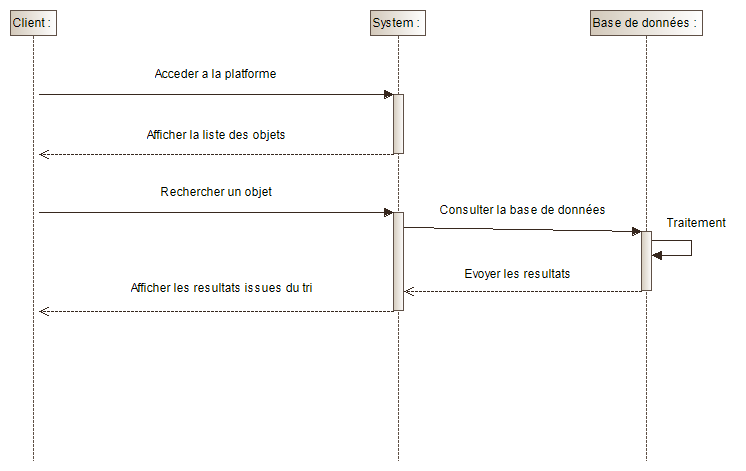 Client :
System :
Base de données :
Acceder a la platforme
Afficher la liste des objets
Rechercher un objet
Consulter la base de données
Traitement
Evoyer les resultats
Afficher les resultats issues du tri